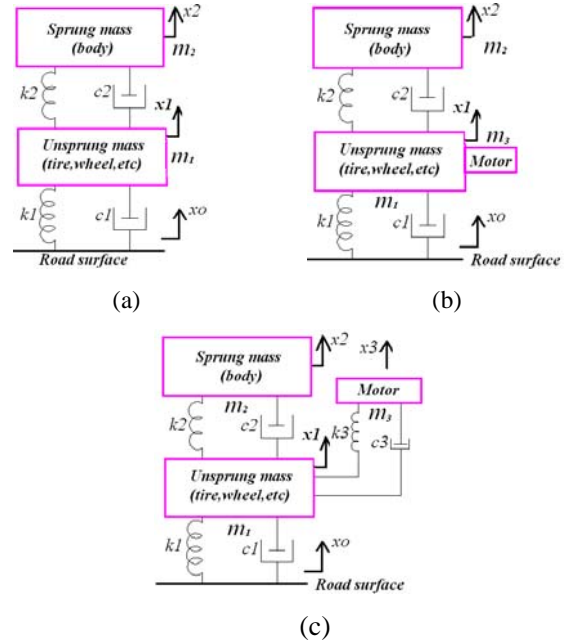 x2
Sprung mass
(body)
m2
k2
c2
x1
Unsprung mass
(tire,wheel,etc)
m1
k1
c1
xo
Road surface
(a)
x2
Sprung mass
(body)
m2
k2
c2
x1
m3
Unsprung mass
(tire,wheel,etc)
Motor
m1
k1
c1
xo
Road surface
(b)
x2
x3
Sprung mass
(body)
Motor
m2
m3
k2
c2
x1
k3
c3
Unsprung mass
(tire,wheel,etc)
m1
k1
c1
xo
Road surface
(c)